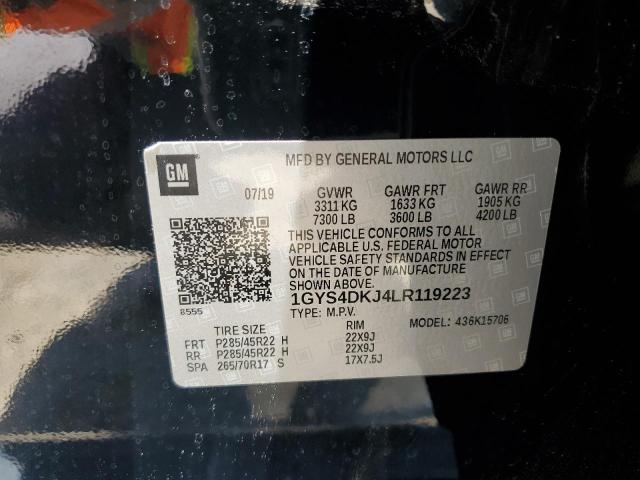 GM
MFD BY GENERAL MOTORS LLC
07/19 GVWR GAWR FRT GAWR RR
3311 KG 1633 KG 1905 KG
7300 LB 3600 LB 4200 LB
THIS VEHICLE CONFORMS TO ALL
APPLICABLE U.S. FEDERAL MOTOR
VEHICLE SAFETY STANDARDS IN EFFECT
ON THE DATE OF MANUFACTURE
SHOWN ABOVE.
8555
1GYS4DKJ4LR119223
TYPE: M.P.V. MODEL: 436K15706
TIRE SIZE RIM
FRT P285/45R22 H 22X9J
RR P285/45R22 H 22X9J
SPA 265/70R17 S 17X7.5J